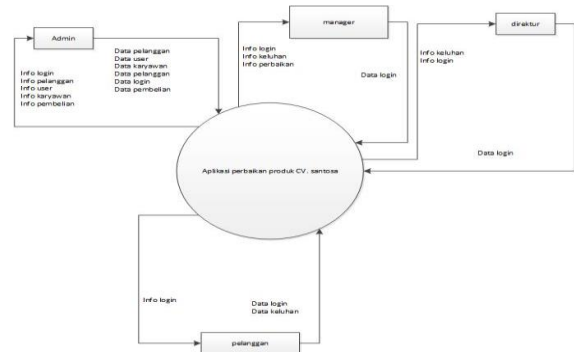 Admin
Data pelanggan
Data user
Data karyawan
Data pelanggan
Data login
Data pembelian
Info login
Info pelanggan
Info user
Info karyawan
Info pembelian
manager
Info login
Info keluhan
Info perbaikan
Data login
direktur
Info keluhan
Info login
Data login
Aplikasi perbaikan produk CV. santosa
Info login
Data login
Data keluhan
pelanggan